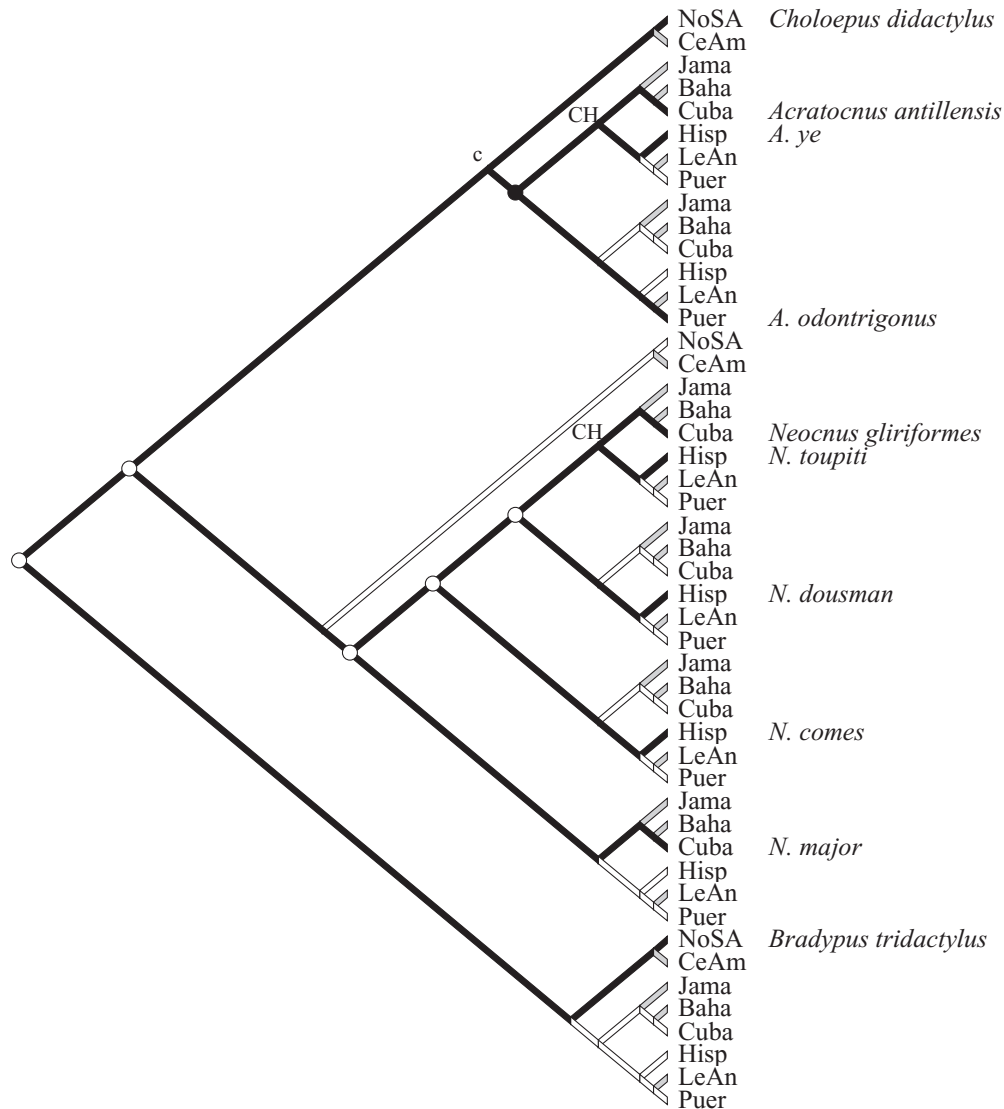 NoSA Choloepus didactylus
CeAm
Jama
Baha
CH Cuba Acratocnus antillensis
Hisp A. ye
c LeAn
Puer
Jama
Baha
Cuba
Hisp
LeAn
Puer A. odontrigonus
NoSA
CeAm
Jama
Baha
CH Cuba Neocnus gliriformes
Hisp N. toupiti
LeAn
Puer
Jama
Baha
Cuba
Hisp N. dousman
LeAn
Puer
Jama
Baha
Cuba
Hisp N. comes
LeAn
Puer
Jama
Baha
Cuba N. major
Hisp
LeAn
Puer
NoSA Bradypus tridactylus
CeAm
Jama
Baha
Cuba
Hisp
LeAn
Puer